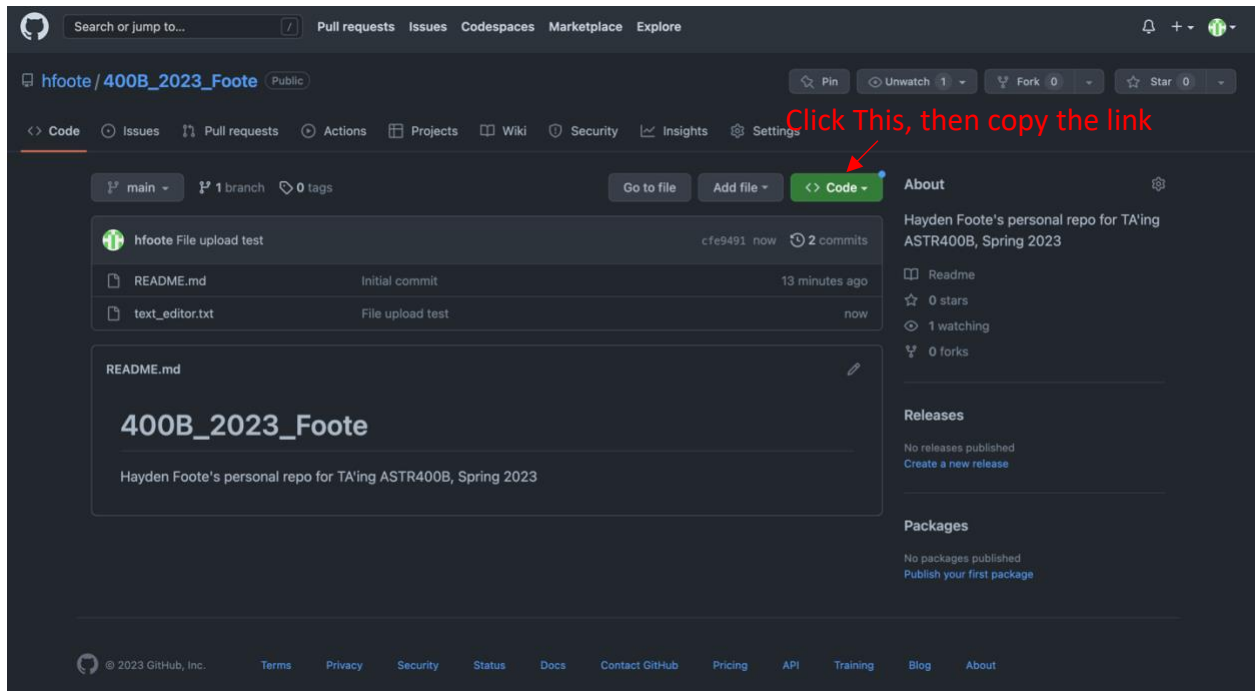 Search or jump to... /
Pull requests Issues Codespaces Marketplace Explore
hfoote / 400B_2023_Foote Public
Pin Unwatch 1 Fork 0 Star 0
<> Code Issues Pull requests Actions Projects Wiki Security Insights Settings
Click This, then copy the link
main 1 branch 0 tags Go to file Add file <> Code
hfoote File upload test cfe9491 now 2 commits
README.md Initial commit 13 minutes ago
text_editor.txt File upload test now
README.md
400B_2023_Foote
Hayden Foote's personal repo for TA'ing ASTR400B, Spring 2023
About
Hayden Foote's personal repo for TA'ing
ASTR400B, Spring 2023
Readme
0 stars
1 watching
0 forks
Releases
No releases published
Create a new release
Packages
No packages published
Publish your first package
© 2023 GitHub, Inc. Terms Privacy Security Status Docs Contact GitHub Pricing API Training Blog About